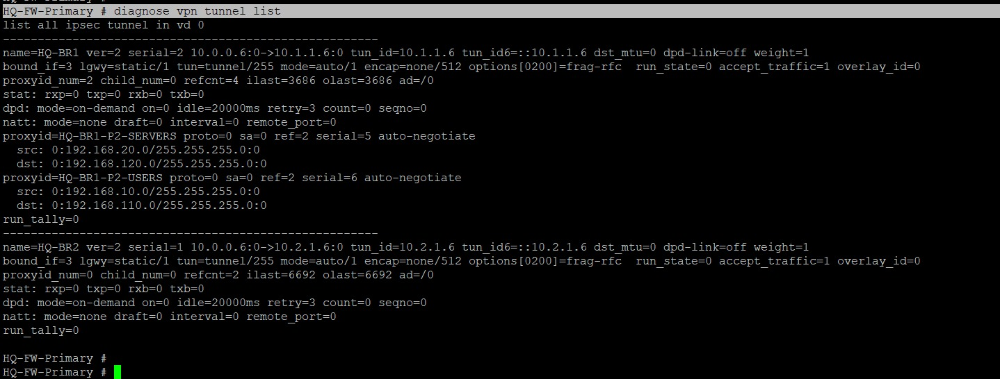 HQ-FW-Primary # diagnose vpn tunnel list
list all ipsec tunnel in vd 0
------------------------------------------------------
name=HQ-BR1 ver=2 serial=2 10.0.0.6:0->10.1.1.6:0 tun_id=10.1.1.6 tun_id6=::10.1.1.6 dst_mtu=0 dpd-link=off weight=1
bound_if=3 lgwy=static/1 tun=tunnel/255 mode=auto/1 encap=none/512 options[0200]=frag-rfc  run_state=0 accept_traffic=1 overlay_id=0
proxyid_num=2 child_num=0 refcnt=4 ilast=3686 olast=3686 ad=/0
stat: rxp=0 txp=0 rxb=0 txb=0
dpd: mode=on-demand on=0 idle=20000ms retry=3 count=0 seqno=0
natt: mode=none draft=0 interval=0 remote_port=0
proxyid=HQ-BR1-P2-SERVERS proto=0 sa=0 ref=2 serial=5 auto-negotiate
  src: 0:192.168.20.0/255.255.255.0:0
  dst: 0:192.168.120.0/255.255.255.0:0
proxyid=HQ-BR1-P2-USERS proto=0 sa=0 ref=2 serial=6 auto-negotiate
  src: 0:192.168.10.0/255.255.255.0:0
  dst: 0:192.168.110.0/255.255.255.0:0
run_tally=0
------------------------------------------------------
name=HQ-BR2 ver=2 serial=1 10.0.0.6:0->10.2.1.6:0 tun_id=10.2.1.6 tun_id6=::10.2.1.6 dst_mtu=0 dpd-link=off weight=1
bound_if=3 lgwy=static/1 tun=tunnel/255 mode=auto/1 encap=none/512 options[0200]=frag-rfc  run_state=0 accept_traffic=1 overlay_id=0
proxyid_num=0 child_num=0 refcnt=2 ilast=6692 olast=6692 ad=/0
stat: rxp=0 txp=0 rxb=0 txb=0
dpd: mode=on-demand on=0 idle=20000ms retry=3 count=0 seqno=0
natt: mode=none draft=0 interval=0 remote_port=0
run_tally=0
HQ-FW-Primary #
HQ-FW-Primary #